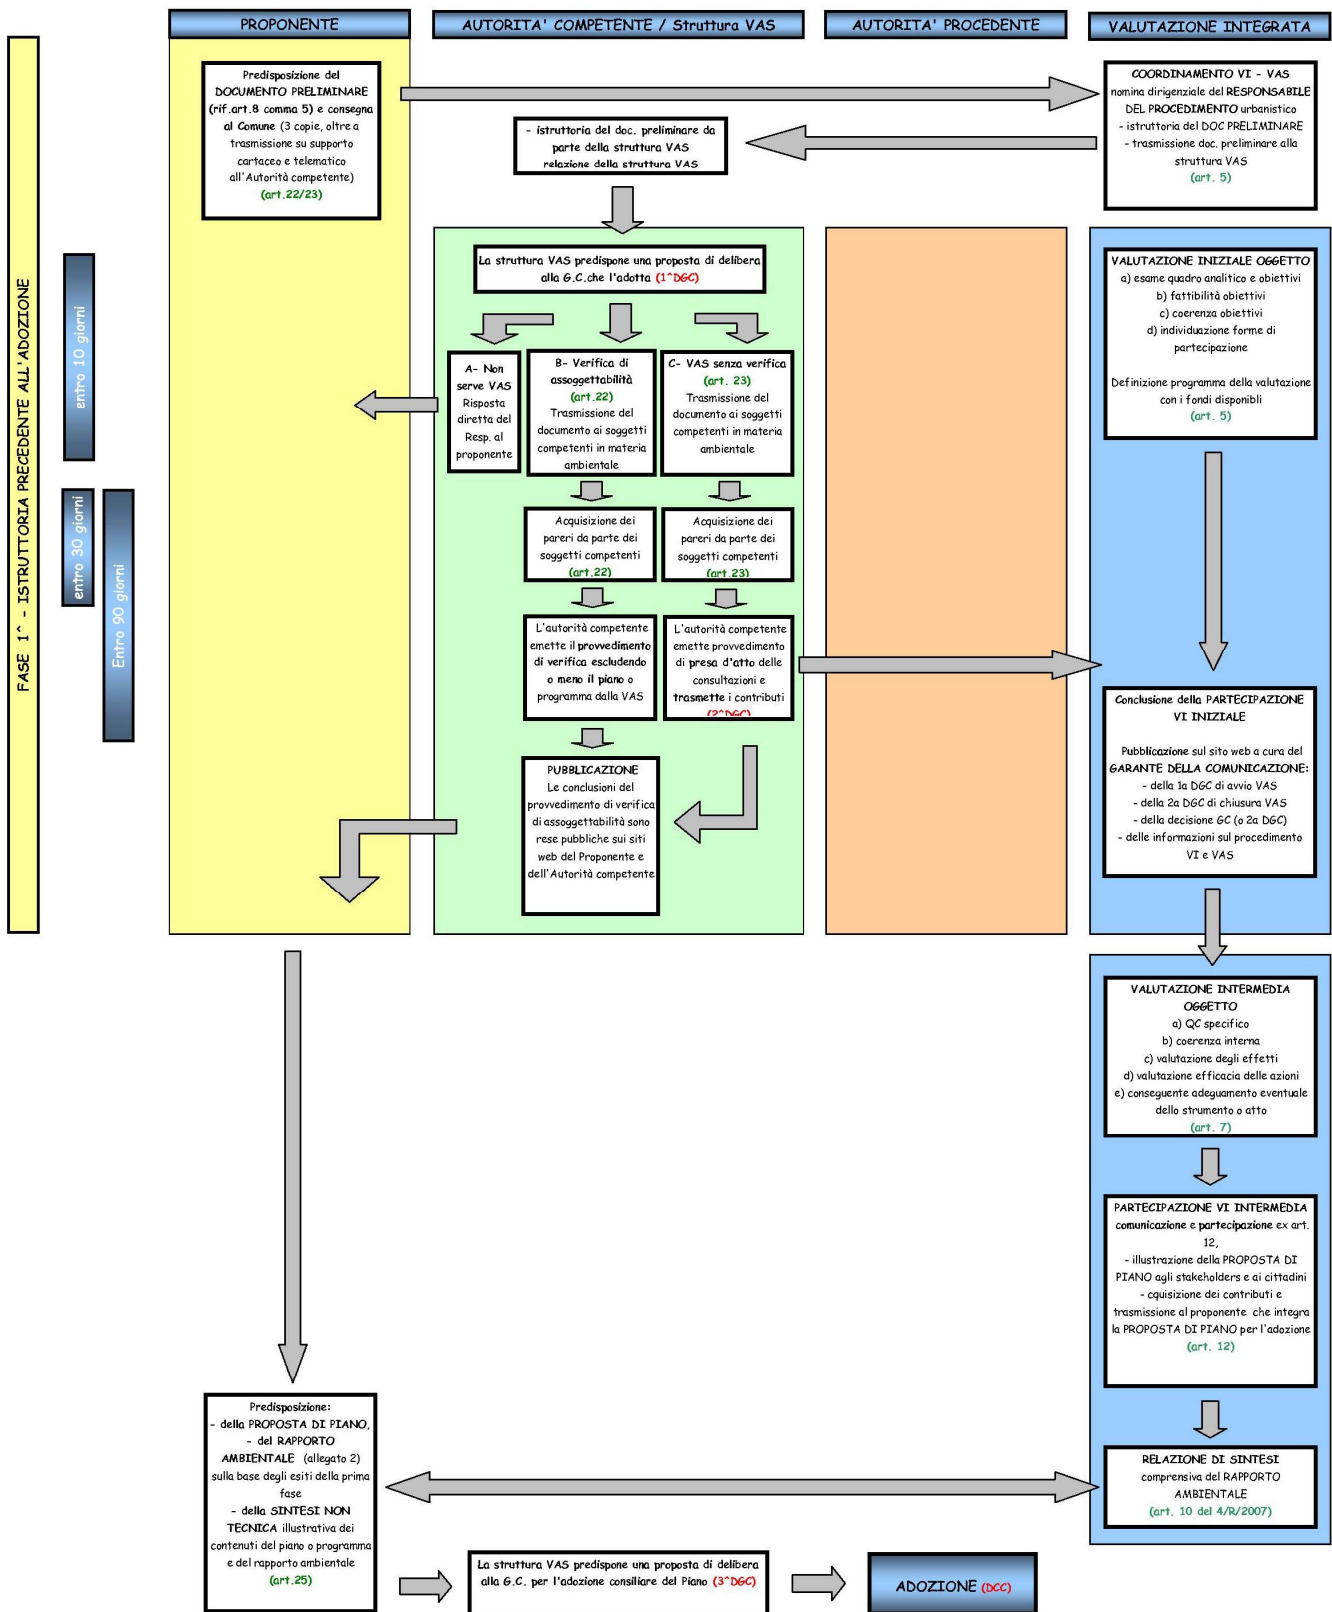 PROPONENTE
AUTORITA' COMPETENTE / Struttura VAS
AUTORITA' PROCEDENTE
VALUTAZIONE INTEGRATA
FASE 1^ - ISTRUTTORIA PRECEDENTE ALL'ADOZIONE
entro 10 giorni
entro 30 giorni
Entro 90 giorni
Predisposizione del
DOCUMENTO PRELIMINARE
(rif.art.8 comma 5) e consegna
al Comune (3 copie, oltre a
trasmissione su supporto
cartaceo e telematico
all'Autorità competente)
(art.22/23)
COORDINAMENTO VI - VAS
nomina dirigenziale del RESPONSABILE
DEL PROCEDIMENTO urbanistico
- istruttoria del DOC PRELIMINARE
- trasmissione doc. preliminare alla
struttura VAS
(art. 5)
- istruttoria del doc. preliminare da
parte della struttura VAS
relazione della struttura VAS
La struttura VAS predispone una proposta di delibera
alla G.C.che l'adotta (1^DGC)
A- Non
serve VAS
Risposta
diretta del
Resp. al
proponente
B- Verifica di
assoggettabilità
(art.22)
Trasmissione del
documento ai soggetti
competenti in materia
ambientale
C- VAS senza verifica
(art. 23)
Trasmissione del
documento ai soggetti
competenti in materia
ambientale
Acquisizione dei
pareri da parte dei
soggetti competenti
(art.22)
Acquisizione dei
pareri da parte dei
soggetti competenti
(art.23)
L'autorità competente
emette il provvedimento
di verifica escludendo
o meno il piano o
programma dalla VAS
L'autorità competente
emette provvedimento
di presa d'atto delle
consultazioni e
trasmette i contributi
(2^DGC)
PUBBLICAZIONE
Le conclusioni del
provvedimento di verifica
di assoggettabilità sono
rese pubbliche sui siti
web del Proponente e
dell'Autorità competente
VALUTAZIONE INIZIALE OGGETTO
a) esame quadro analitico e obiettivi
b) fattibilità obiettivi
c) coerenza obiettivi
d) individuazione forme di
partecipazione
Definizione programma della valutazione
con i fondi disponibli
(art. 5)
Conclusione della PARTECIPAZIONE
VI INIZIALE
Pubblicazione sul sito web a cura del
GARANTE DELLA COMUNICAZIONE:
- della 1a DGC di avvio VAS
- della 2a DGC di chiusura VAS
- della decisione GC (o 2a DGC)
- delle informazioni sul procedimento
VI e VAS
VALUTAZIONE INTERMEDIA
OGGETTO
a) QC specifico
b) coerenza interna
c) valutazione degli effetti
d) valutazione efficacia delle azioni
e) conseguente adeguamento eventuale
dello strumento o atto
(art. 7)
PARTECIPAZIONE VI INTERMEDIA
comunicazione e partecipazione ex art.
12,
- illustrazione della PROPOSTA DI
PIANO agli stakeholders e ai cittadini
- cquisizione dei contributi e
trasmissione al proponente che integra
la PROPOSTA DI PIANO per l'adozione
(art. 12)
RELAZIONE DI SINTESI
comprensiva del RAPPORTO
AMBIENTALE
(art. 10 del 4/R/2007)
Predisposizione:
- della PROPOSTA DI PIANO,
- del RAPPORTO
AMBIENTALE (allegato 2)
sulla base degli esiti della prima
fase
- della SINTESI NON
TECNICA illustrativa dei
contenuti del piano o programma
e del rapporto ambientale
(art.25)
La struttura VAS predispone una proposta di delibera
alla G.C. per l'adozione consiliare del Piano (3^DGC)
ADOZIONE (DCC)